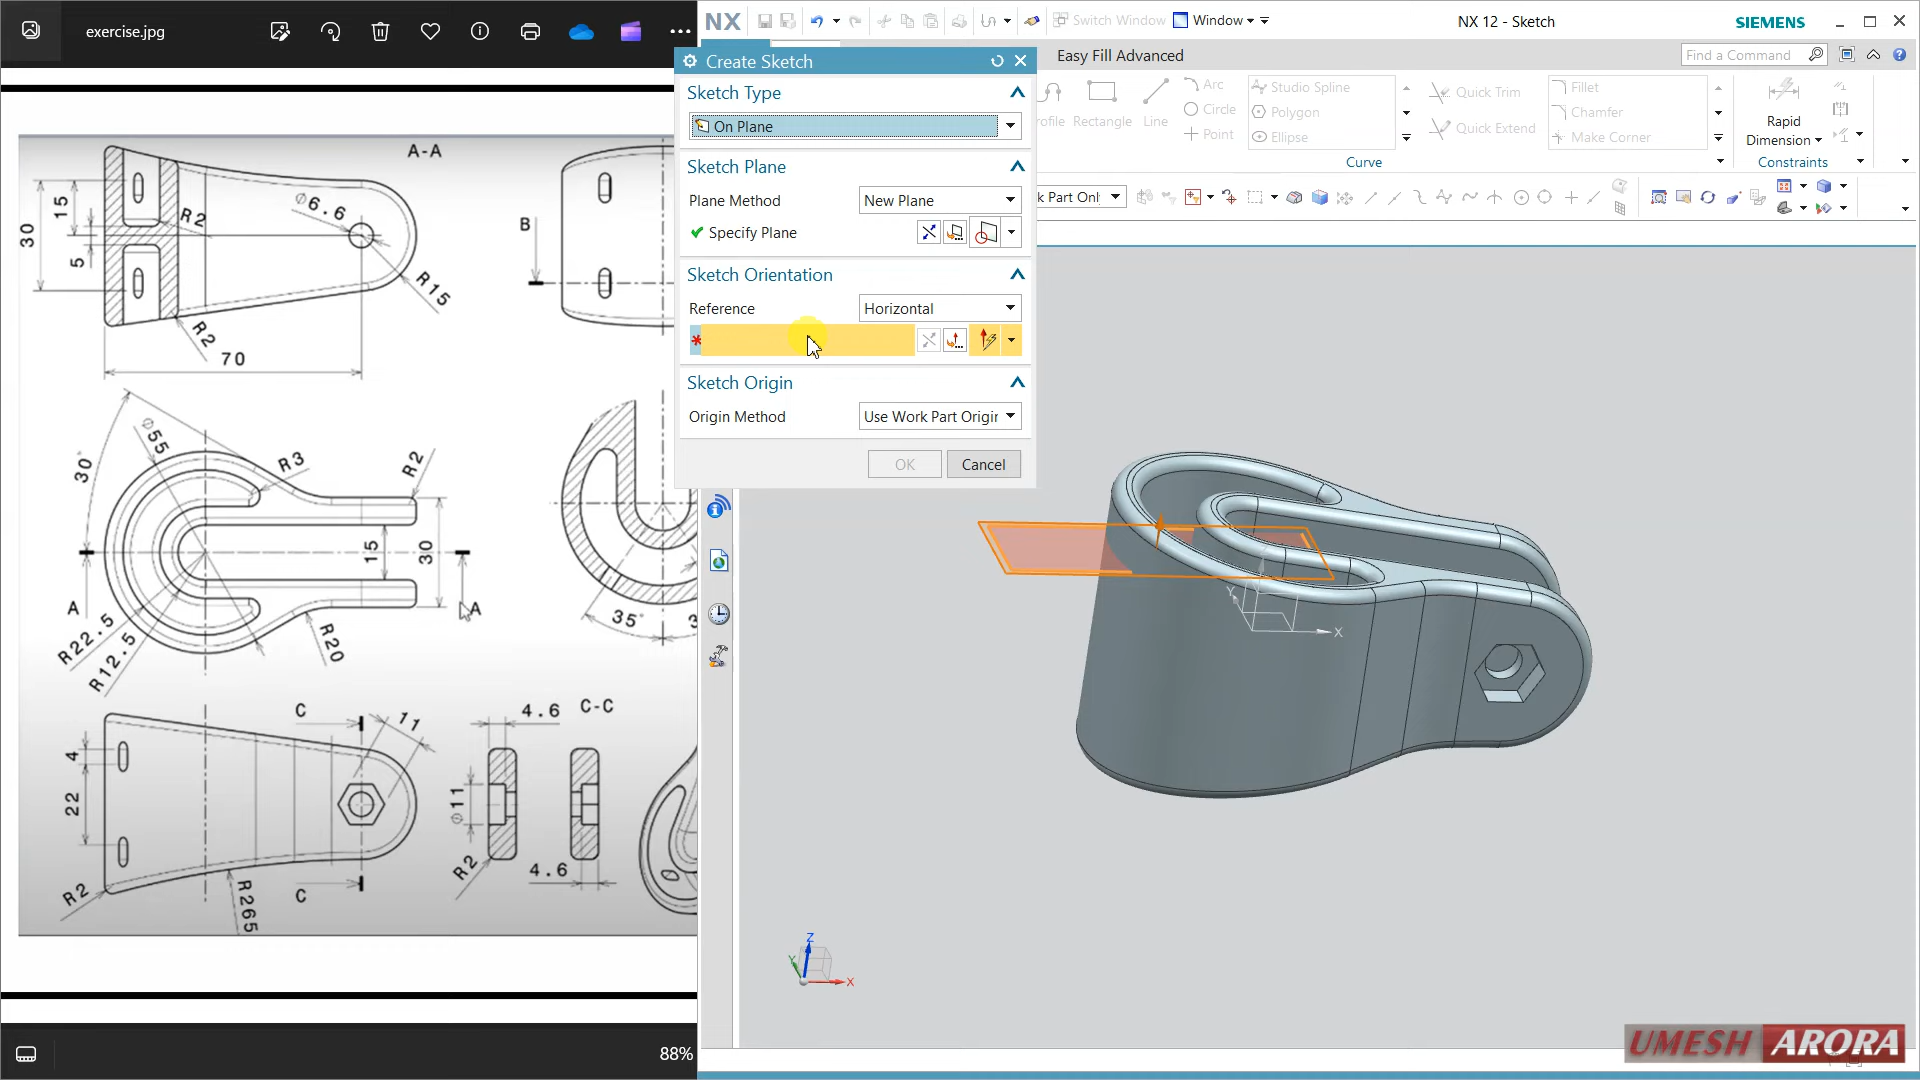 exercise.jpg
NX
Switch Window
Window
NX 12 - Sketch
SIEMENS
Create Sketch
Easy Fill Advanced
Find a Command
Sketch Type
On Plane
Sketch Plane
Plane Method
New Plane
Specify Plane
Sketch Orientation
Reference
Horizontal
*
Sketch Origin
Origin Method
Use Work Part Origin
OK
Cancel
rofile
Rectangle
Line
Arc
Circle
Point
Studio Spline
Polygon
Ellipse
Quick Trim
Quick Extend
Fillet
Chamfer
Make Corner
Curve
Rapid
Dimension
Constraints
k Part Only
A-A
30
15
5
R2
Ø6.6
R15
R2
70
B
30°
Ø55
R3
R2
15
30
A
A
R22.5
R12.5
R20
35°
C
11
4.6
C-C
4
22
Ø11
R2
R265
C
R2
4.6
X
Y
Z
Y
X
88%
UMESH ARORA